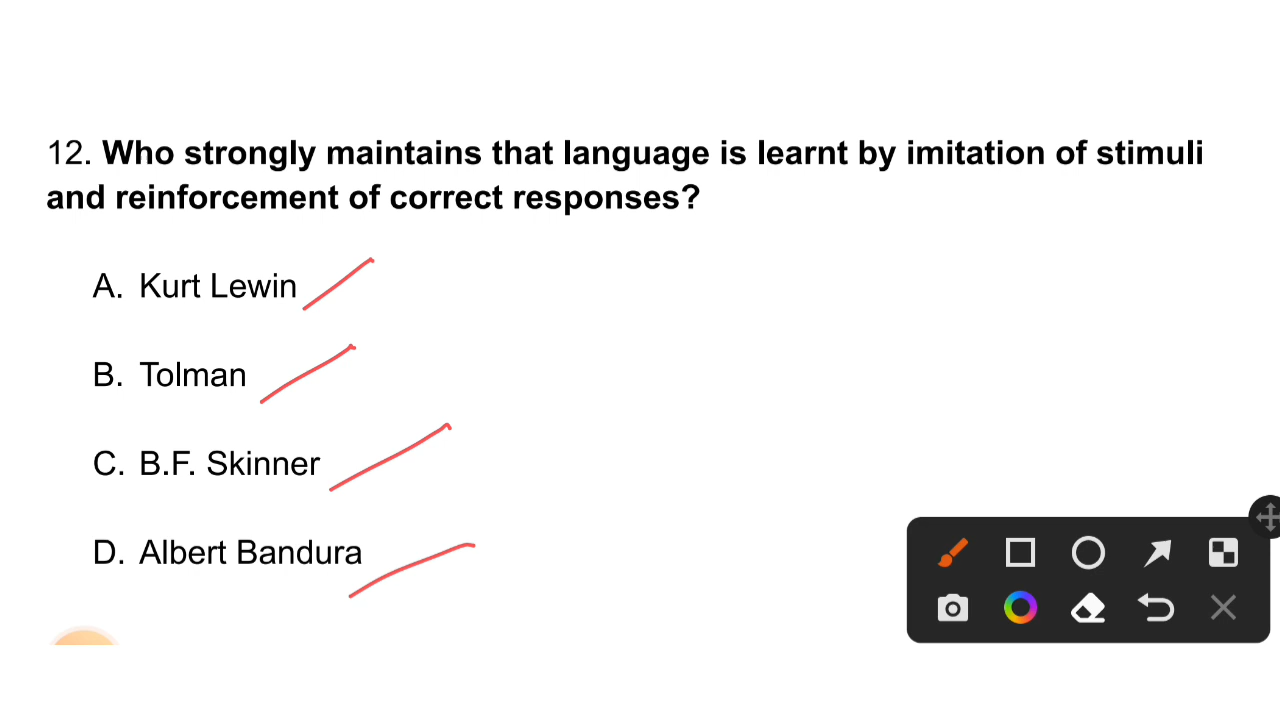 12. Who strongly maintains that language is learnt by imitation of stimuli
and reinforcement of correct responses?
A. Kurt Lewin
B. Tolman
C. B.F. Skinner
D. Albert Bandura